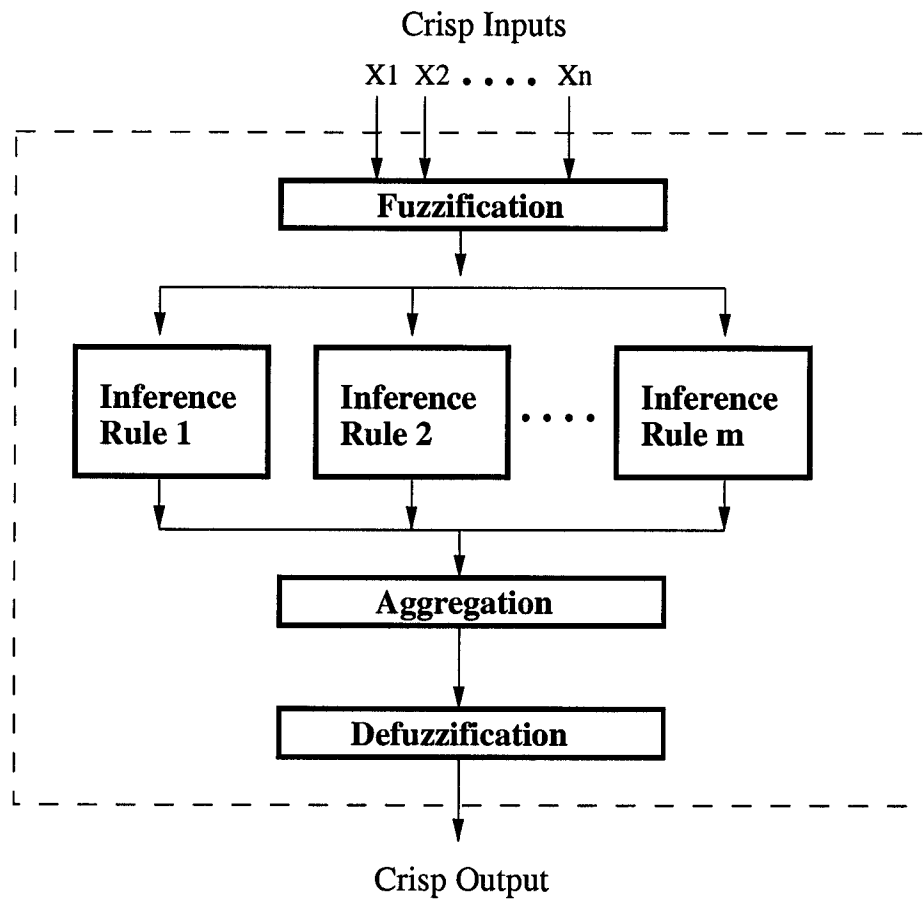 Crisp Inputs
X1 X2 . . . . Xn
Fuzzification
Inference
Rule 1
Inference
Rule 2
. . . .
Inference
Rule m
Aggregation
Defuzzification
Crisp Output